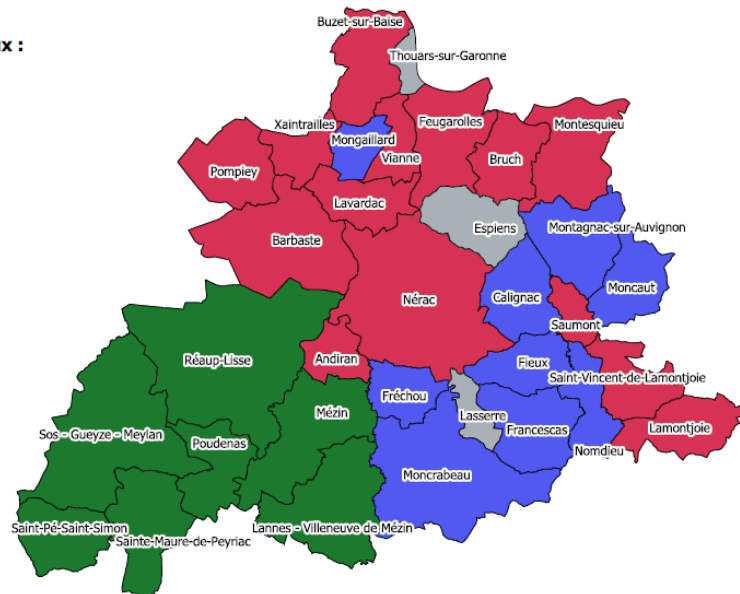 Buzet-sur-Baise
ux :
Thouars-sur-Garonne
Xaintrailles
Feugarolles
Montesquieu
Mongaillard
Vianne
Bruch
Pompiey
Lavardac
Espiens
Montagnac-sur-Auvignon
Barbaste
Moncaut
Nérac
Calignac
Saumont
Réaup-Lisse
Andiran
Fieux
Saint-Vincent-de-Lamontjoie
Fréchou
Mézin
Lasserre
Francescas
Lamontjoie
Sos - Gueyze - Meylan
Poudenas
Nomdieu
Moncrabeau
Saint-Pé-Saint-Simon
Lannes - Villeneuve de Mézin
Sainte-Maure-de-Peyriac